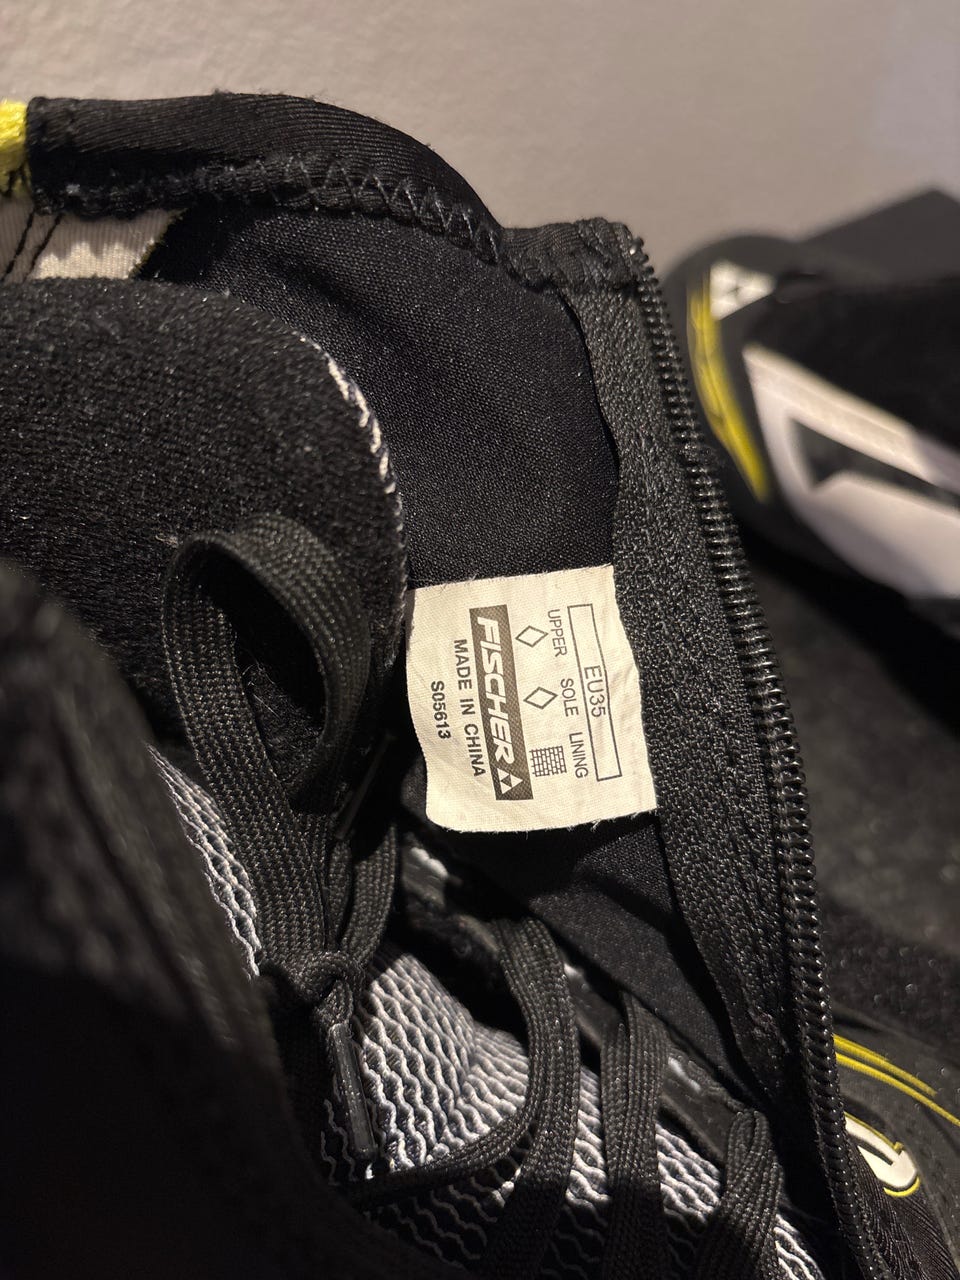 EU35
UPPER SOLE LINING
FISCHER
MADE IN CHINA
S05613